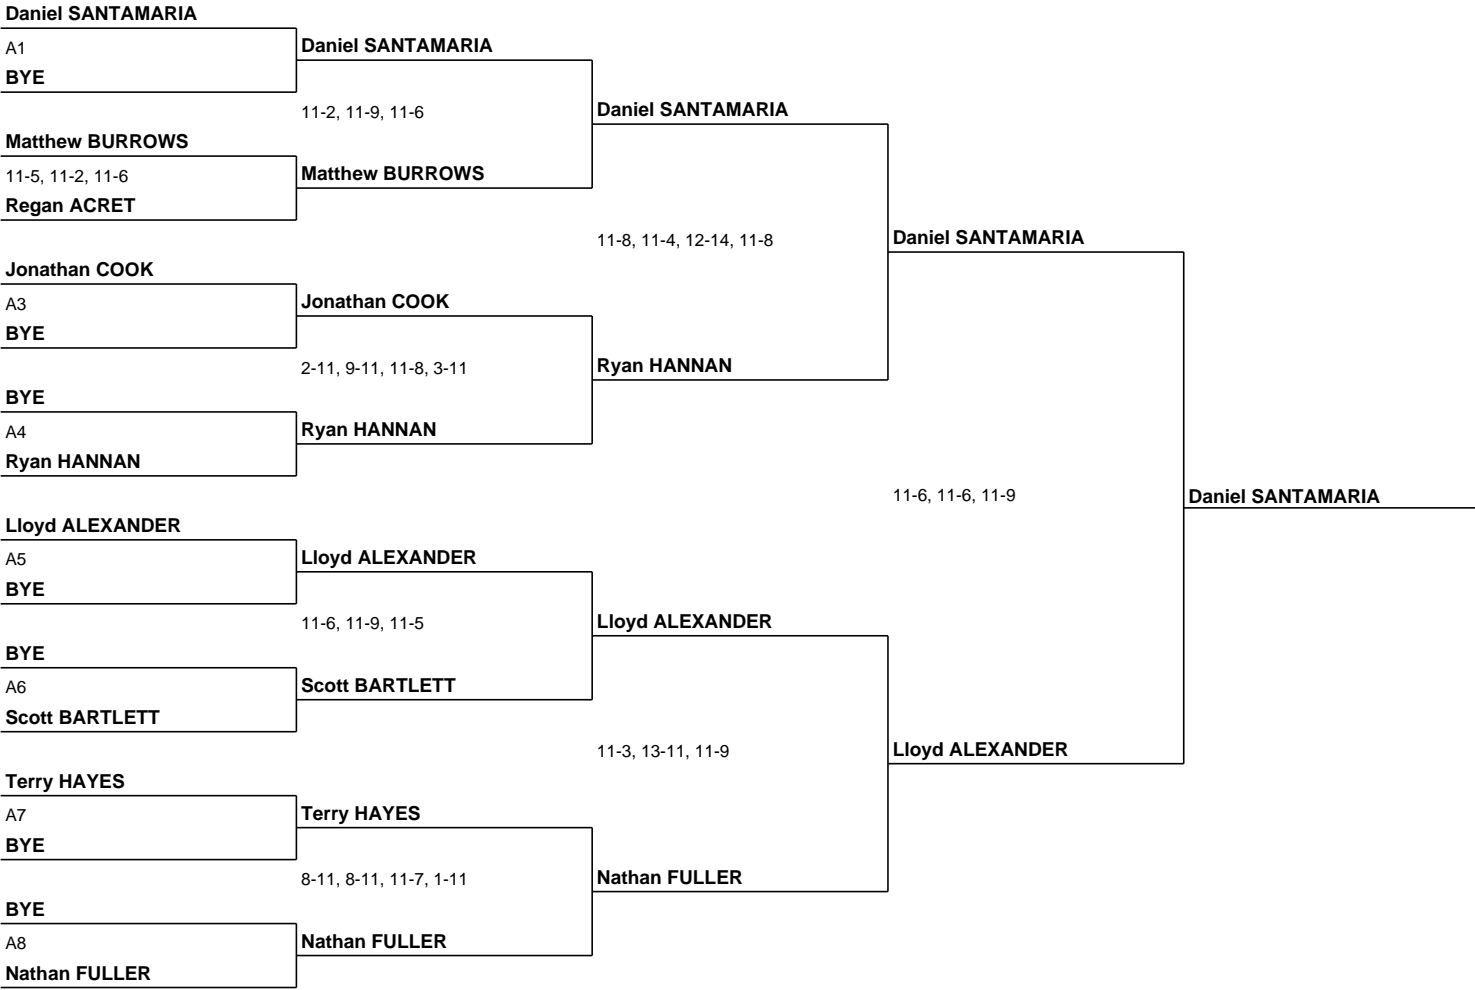 Daniel SANTAMARIA
A1
BYE
Matthew BURROWS
11-5, 11-2, 11-6
Regan ACRET
Jonathan COOK
A3
BYE
BYE
A4
Ryan HANNAN
Lloyd ALEXANDER
A5
BYE
BYE
A6
Scott BARTLETT
Terry HAYES
A7
BYE
BYE
A8
Nathan FULLER
Daniel SANTAMARIA
11-2, 11-9, 11-6
Matthew BURROWS
Jonathan COOK
2-11, 9-11, 11-8, 3-11
Ryan HANNAN
Lloyd ALEXANDER
11-6, 11-9, 11-5
Scott BARTLETT
Terry HAYES
8-11, 8-11, 11-7, 1-11
Nathan FULLER
Daniel SANTAMARIA
11-8, 11-4, 12-14, 11-8
Ryan HANNAN
Lloyd ALEXANDER
11-3, 13-11, 11-9
Nathan FULLER
Daniel SANTAMARIA
11-6, 11-6, 11-9
Lloyd ALEXANDER
Daniel SANTAMARIA